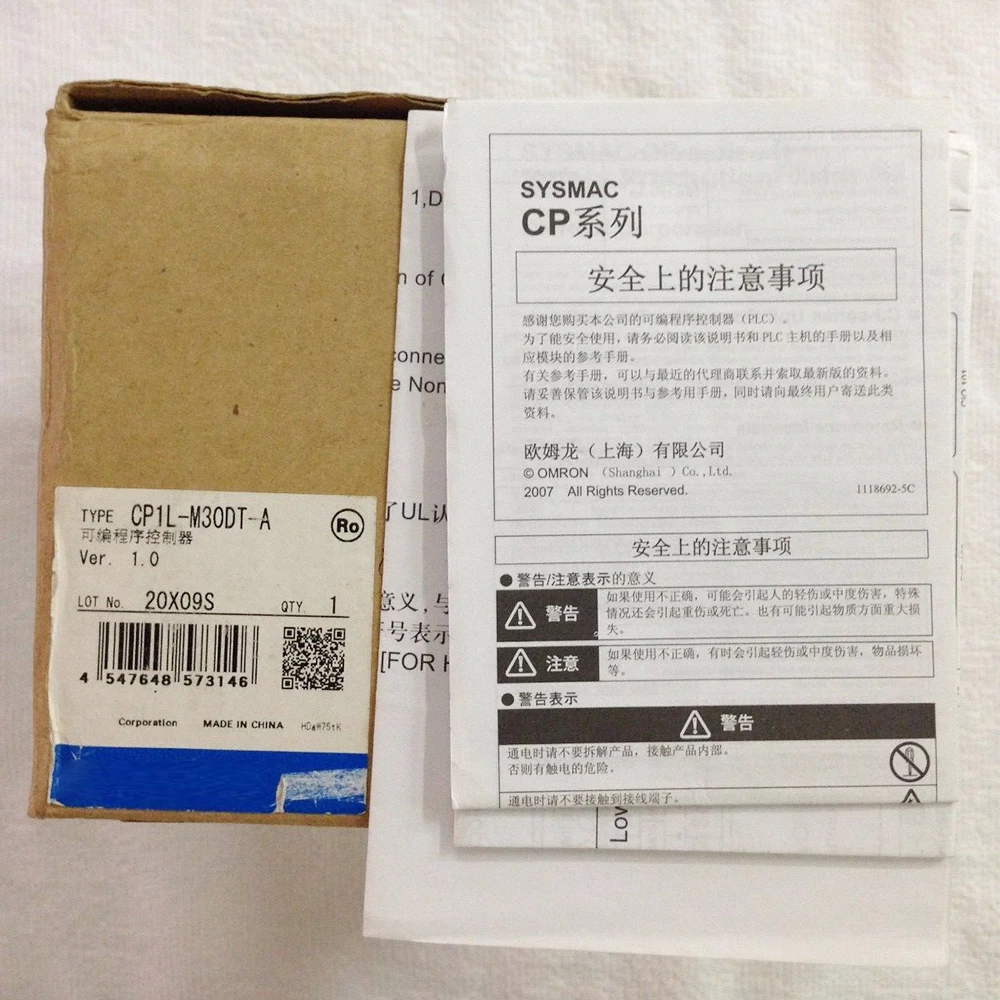 TYPE CP1L-M30DT-A
Ro
可编程序控制器
Ver. 1.0
LOT No. 20X09S QTY. 1
4 547648 573146
Corporation MADE IN CHINA HDgW75tK
1,D
n of
conne
e Non
了UL认
意义,与
号表示
[FOR H
SYSMAC
CP系列
安全上的注意事项
感谢您购买本公司的可编程序控制器（PLC）。
为了能安全使用，请务必阅读该说明书和 PLC 主机的手册以及相
应模块的参考手册。
有关参考手册，可以与最近的代理商联系并索取最新版的资料。
请妥善保管该说明书与参考用手册，同时请向最终用户寄送此类
资料。
欧姆龙（上海）有限公司
© OMRON （Shanghai ）Co.,Ltd.
2007 All Rights Reserved.
1118692-5C
安全上的注意事项
● 警告/注意表示的意义
警告
如果使用不正确，可能会引起人的轻伤或中度伤害，特殊
情况还会引起重伤或死亡。也有可能引起物质方面重大损
失。
注意
如果使用不正确，有时会引起轻伤或中度伤害，物品损坏
等。
● 警告表示
警告
通电时请不要拆解产品，接触产品内部。
否则有触电的危险。
通电时请不要接触到接线端子。
Lov